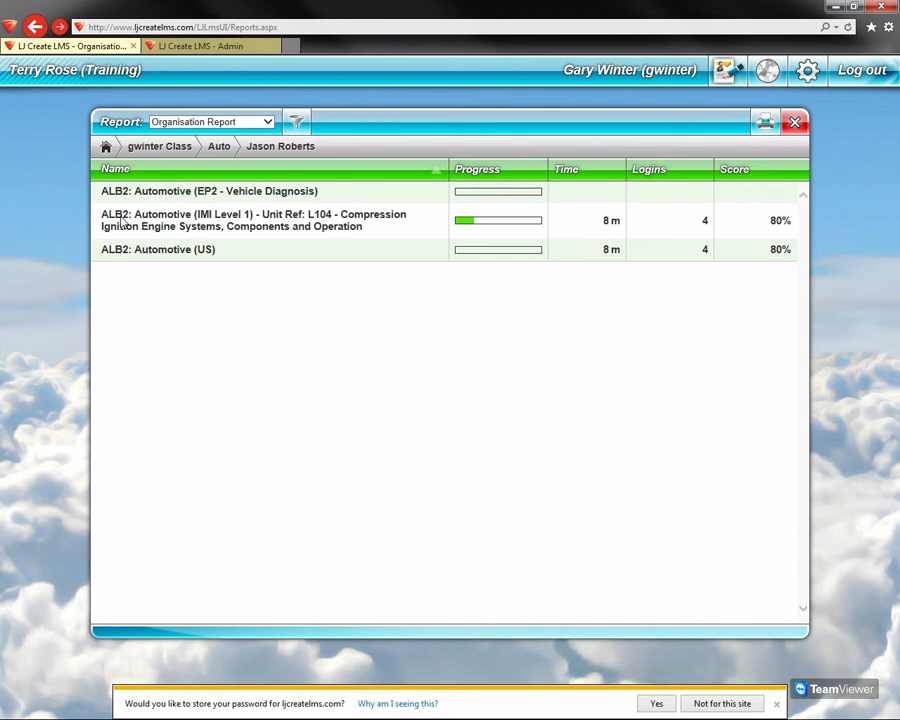 http://www.ljcreatelms.com/LJLmsUI/Reports.aspx
LJ Create LMS - Organisatio...
LJ Create LMS - Admin
Terry Rose (Training)
Gary Winter (gwinter)
Log out
Report:
Organisation Report
gwinter Class
Auto
Jason Roberts
Name
Progress
Time
Logins
Score
ALB2: Automotive (EP2 - Vehicle Diagnosis)
ALB2: Automotive (IMI Level 1) - Unit Ref: L104 - Compression
Ignition Engine Systems, Components and Operation
8 m
4
80%
ALB2: Automotive (US)
8 m
4
80%
TeamViewer
Would you like to store your password for ljcreatelms.com?
Why am I seeing this?
Yes
Not for this site